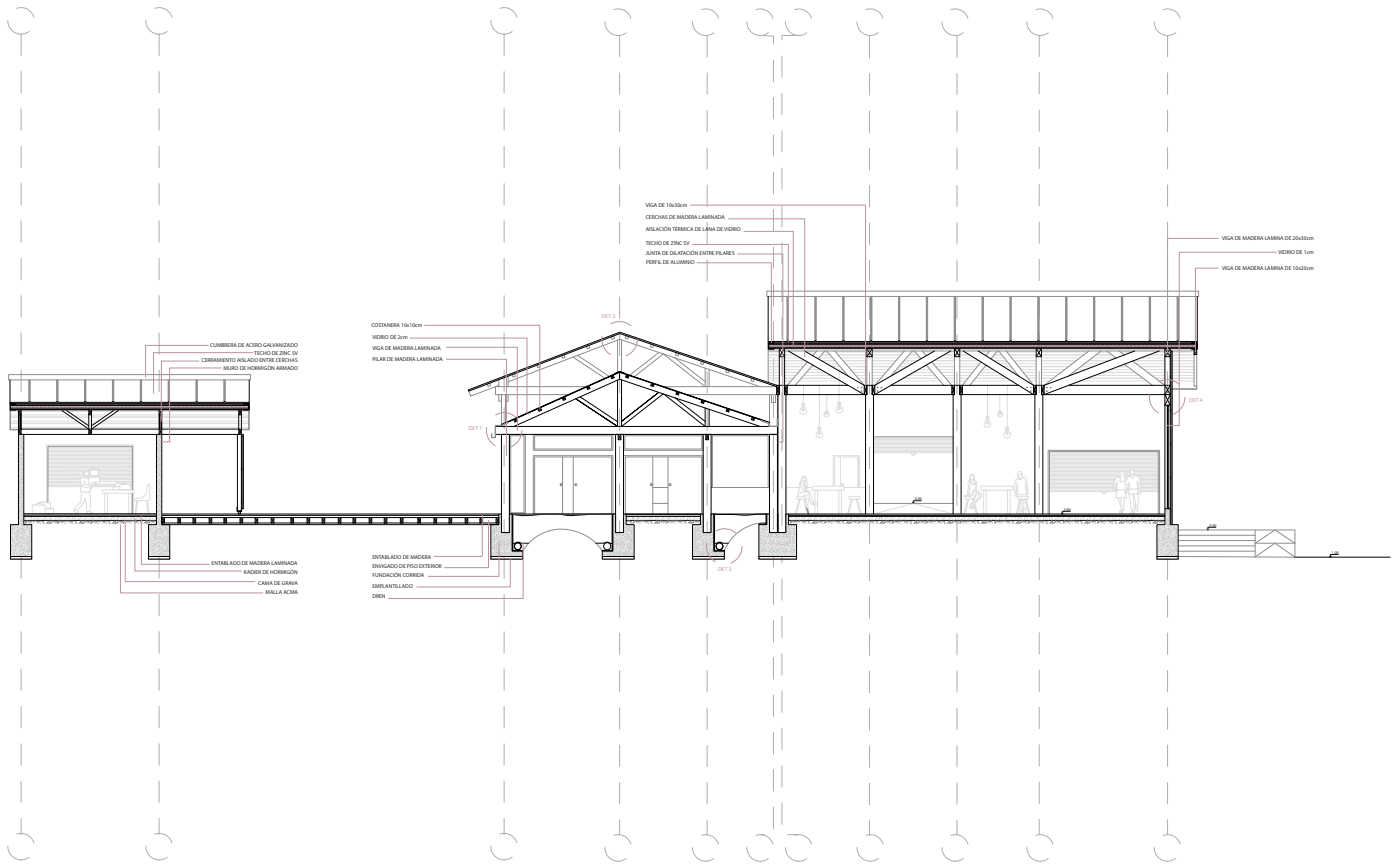 VIGA DE 10x30cm
CERCHAS DE MADERA LAMINADA
AISLACIÓN TÉRMICA DE LANA DE VIDRIO
TECHO DE ZINC 5V
JUNTA DE DILATACIÓN ENTRE PILARES
PERFIL DE ALUMINIO
VIGA DE MADERA LAMINA DE 20x30cm
VIDRIO DE 1cm
VIGA DE MADERA LAMINA DE 10x20cm
DET 2
COSTANERA 10x10cm
VIDRIO DE 2cm
VIGA DE MADERA LAMINADA
PILAR DE MADERA LAMINADA
CUMBRERA DE ACERO GALVANIZADO
TECHO DE ZINC 5V
CERRAMIENTO AISLADO ENTRE CERCHAS
MURO DE HORMIGÓN ARMADO
DET 1
DET 4
ENTABLADO DE MADERA LAMINADA
RADIER DE HORMIGÓN
CAMA DE GRAVA
MALLA ACMA
ENTABLADO DE MADERA
ENVIGADO DE PISO EXTERIOR
FUNDACIÓN CORRIDA
EMPLANTILLADO
DREN
DET 3